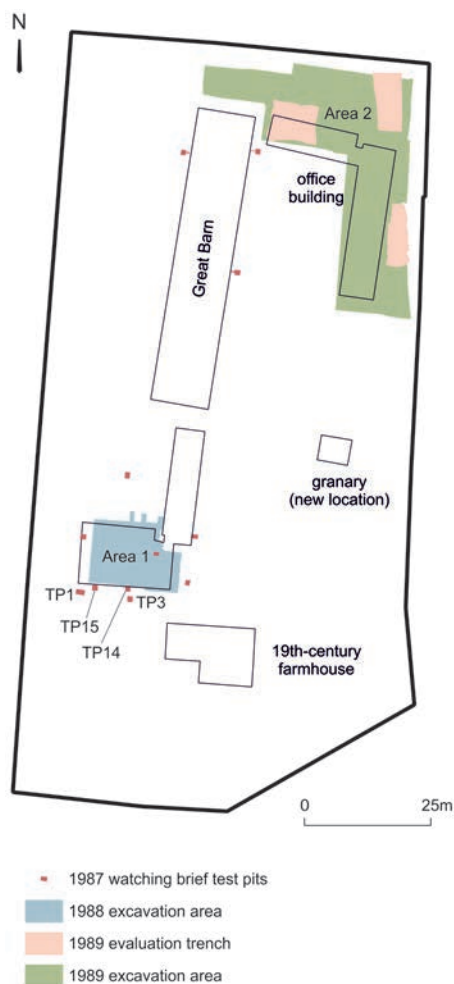 N
Area 2
office
building
Great Barn
granary
(new location)
Area 1
TP1
TP3
TP15
TP14
19th-century
farmhouse
0
25m
1987 watching brief test pits
1988 excavation area
1989 evaluation trench
1989 excavation area